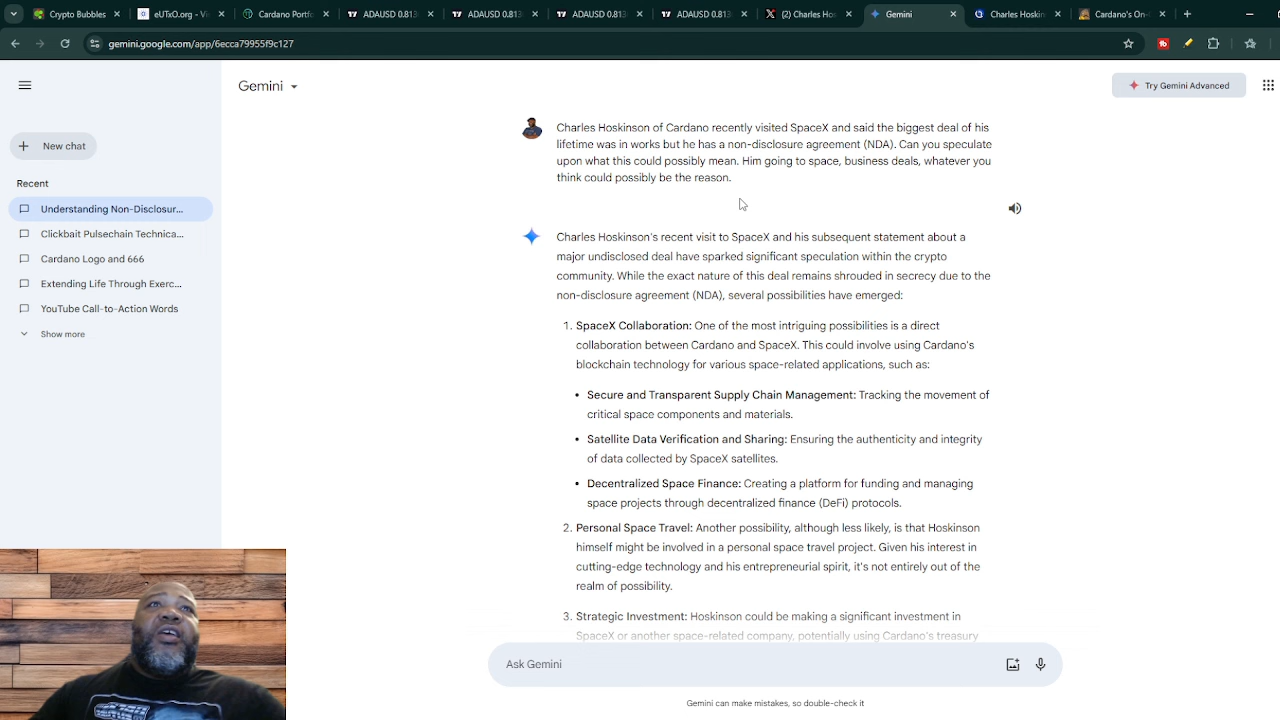 Crypto Bubbles
eUTxO.org - Vi
Cardano Portfo
ADAUSD 0.813
ADAUSD 0.813
ADAUSD 0.813
ADAUSD 0.813
(2) Charles Hos
Gemini
Charles Hoskin
Cardano's On-C
gemini.google.com/app/6ecca79955f9c127
Gemini
Try Gemini Advanced
New chat
Recent
Understanding Non-Disclosur...
Clickbait Pulsechain Technica...
Cardano Logo and 666
Extending Life Through Exerc...
YouTube Call-to-Action Words
Show more
Charles Hoskinson of Cardano recently visited SpaceX and said the biggest deal of his
lifetime was in works but he has a non-disclosure agreement (NDA). Can you speculate
upon what this could possibly mean. Him going to space, business deals, whatever you
think could possibly be the reason.
Charles Hoskinson's recent visit to SpaceX and his subsequent statement about a
major undisclosed deal have sparked significant speculation within the crypto
community. While the exact nature of this deal remains shrouded in secrecy due to the
non-disclosure agreement (NDA), several possibilities have emerged:
1. SpaceX Collaboration: One of the most intriguing possibilities is a direct
collaboration between Cardano and SpaceX. This could involve using Cardano's
blockchain technology for various space-related applications, such as:
• Secure and Transparent Supply Chain Management: Tracking the movement of
critical space components and materials.
• Satellite Data Verification and Sharing: Ensuring the authenticity and integrity
of data collected by SpaceX satellites.
• Decentralized Space Finance: Creating a platform for funding and managing
space projects through decentralized finance (DeFi) protocols.
2. Personal Space Travel: Another possibility, although less likely, is that Hoskinson
himself might be involved in a personal space travel project. Given his interest in
cutting-edge technology and his entrepreneurial spirit, it's not entirely out of the
realm of possibility.
3. Strategic Investment: Hoskinson could be making a significant investment in
SpaceX or another space-related company, potentially using Cardano's treasury
Ask Gemini
Gemini can make mistakes, so double-check it